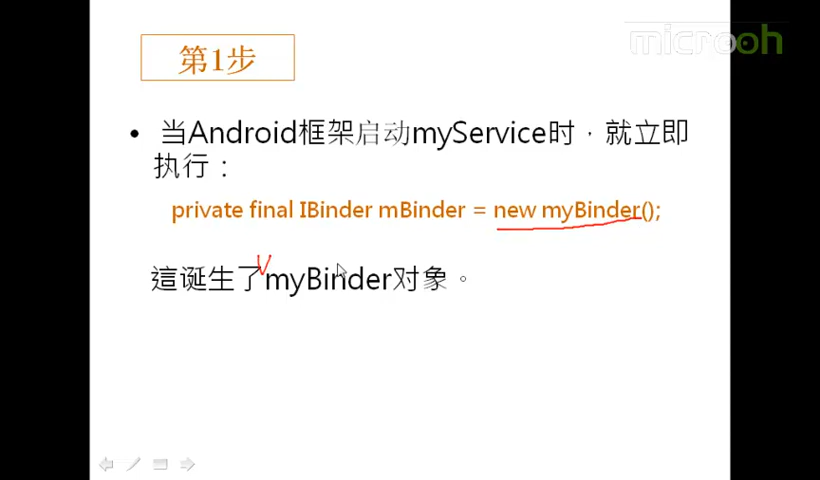 microoh
第1步
• 当Android框架启动myService时，就立即
执行：
private final IBinder mBinder = new myBinder();
這诞生了myBinder对象。